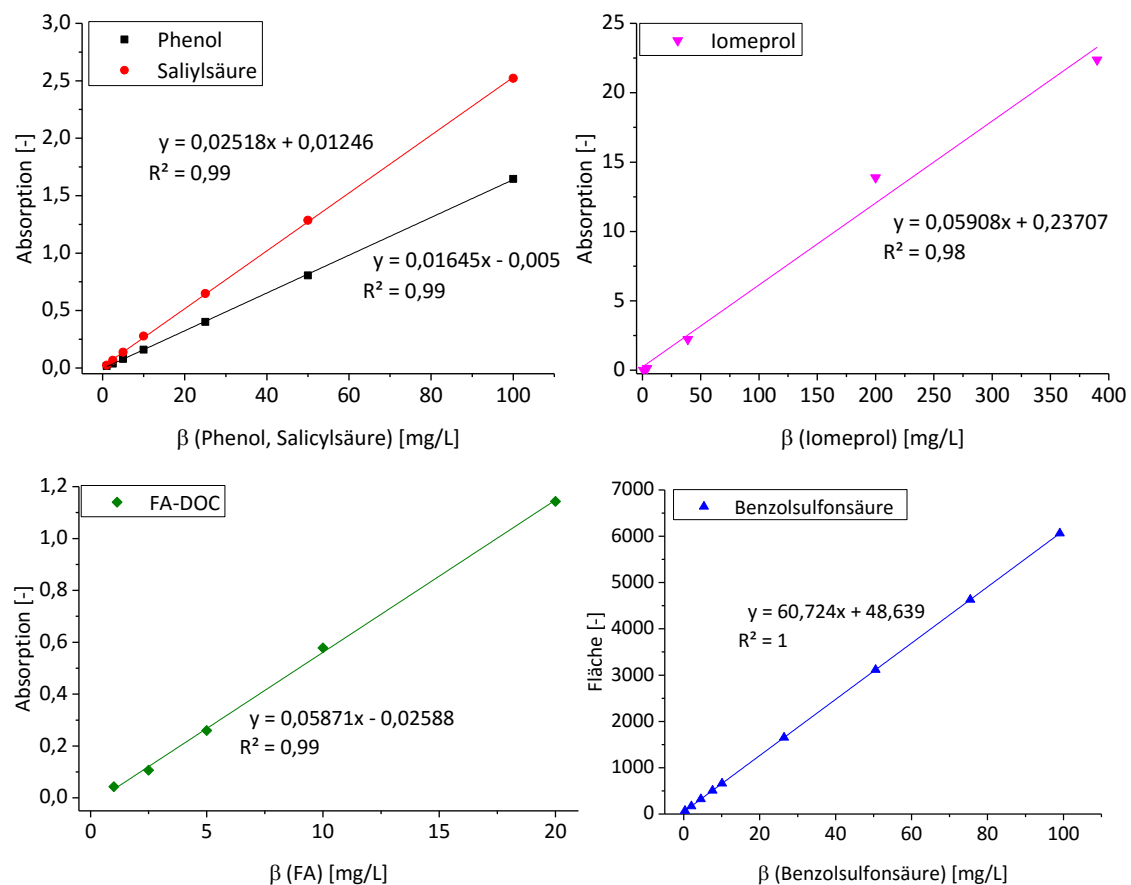 3,0
2,5
2,0
1,5
1,0
0,5
0,0
Absorption [-]
Phenol
Saliylsäure
y = 0,02518x + 0,01246
R² = 0,99
y = 0,01645x - 0,005
R² = 0,99
0 20 40 60 80 100
β (Phenol, Salicylsäure) [mg/L]
25
20
15
10
5
0
Absorption [-]
Iomeprol
y = 0,05908x + 0,23707
R² = 0,98
0 50 100 150 200 250 300 350 400
β (Iomeprol) [mg/L]
1,2
1,0
0,8
0,6
0,4
0,2
0,0
Absorption [-]
FA-DOC
y = 0,05871x - 0,02588
R² = 0,99
0 5 10 15 20
β (FA) [mg/L]
7000
6000
5000
4000
3000
2000
1000
0
Fläche [-]
Benzolsulfonsäure
y = 60,724x + 48,639
R² = 1
0 20 40 60 80 100
β (Benzolsulfonsäure) [mg/L]